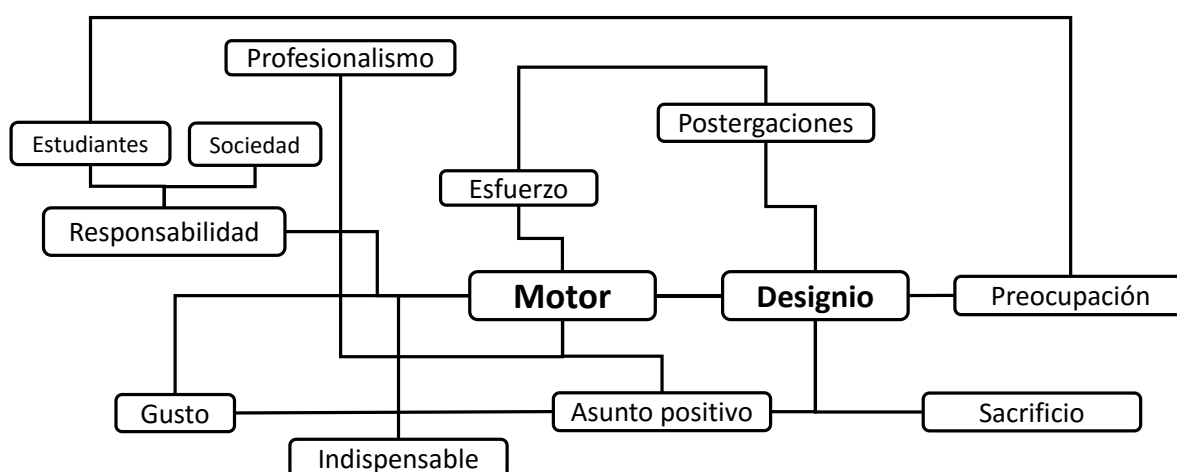 Profesionalismo
Postergaciones
Estudiantes
Sociedad
Esfuerzo
Responsabilidad
Motor
Designio
Preocupación
Gusto
Asunto positivo
Sacrificio
Indispensable